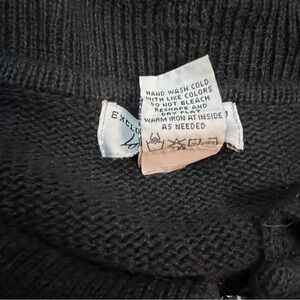 HAND WASH COLD
WITH LIKE COLORS
DO NOT BLEACH
RESHAPE AND
DRY FLAT
WARM IRON AT INSIDE
AS NEEDED